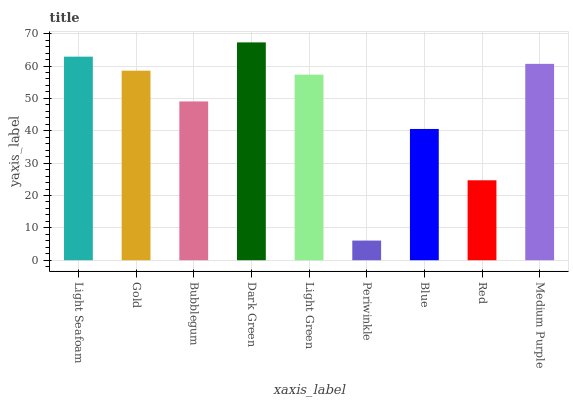 title
70
60
50
40
30
20
10
0
yaxis_label
Light Seafoam
Gold
Bubblegum
Dark Green
Light Green
Periwinkle
Blue
Red
Medium Purple
xaxis_label